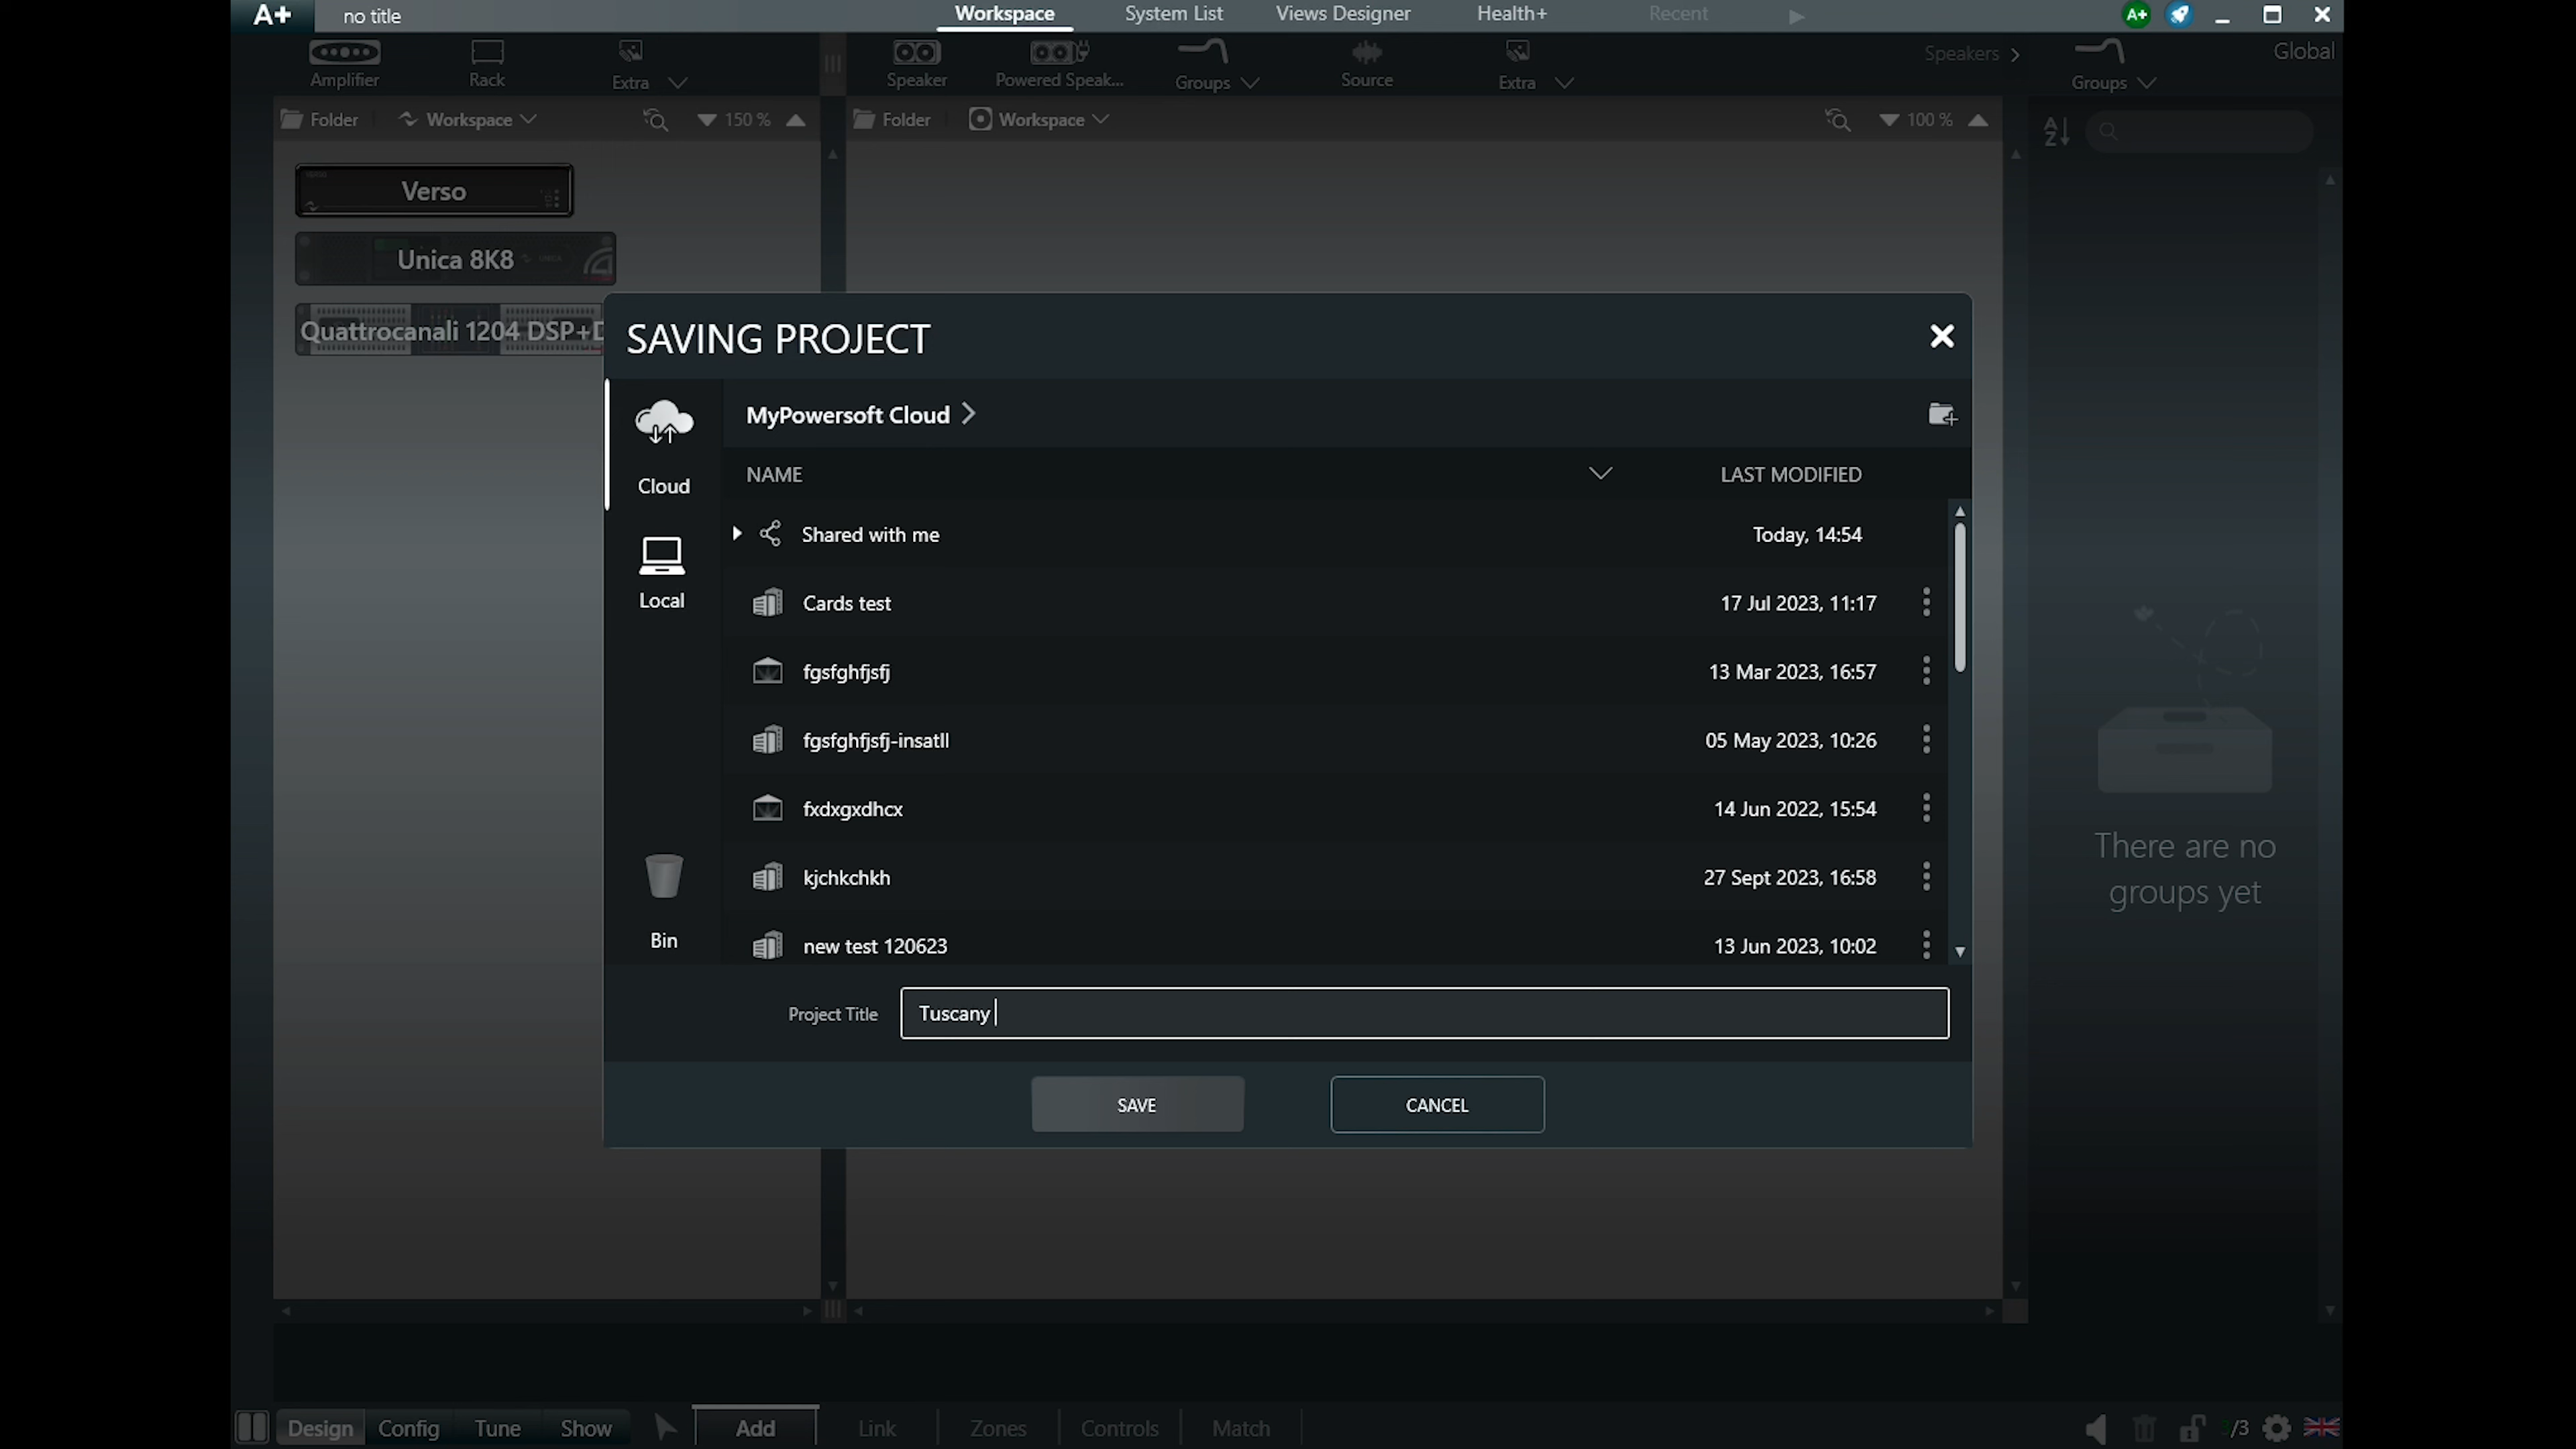 A+ no title Workspace System List Views Designer Health+ Recent A+
Amplifier Rack Extra Speaker Powered Speak... Groups Source Extra Speakers Groups Global
Folder Workspace 150 % Folder Workspace 100 %
Verso
Unica 8K8
Quattrocanali 1204 DSP+D
SAVING PROJECT
MyPowersoft Cloud
Cloud
Local
Bin
NAME LAST MODIFIED
Shared with me Today, 14:54
Cards test 17 Jul 2023, 11:17
fgsfghfjsfj 13 Mar 2023, 16:57
fgsfghfjsfj-insatll 05 May 2023, 10:26
fxdxgxdhcx 14 Jun 2022, 15:54
kjchkchkh 27 Sept 2023, 16:58
new test 120623 13 Jun 2023, 10:02
Project Title Tuscany
SAVE CANCEL
There are no
groups yet
Design Config Tune Show Add Link Zones Controls Match /3